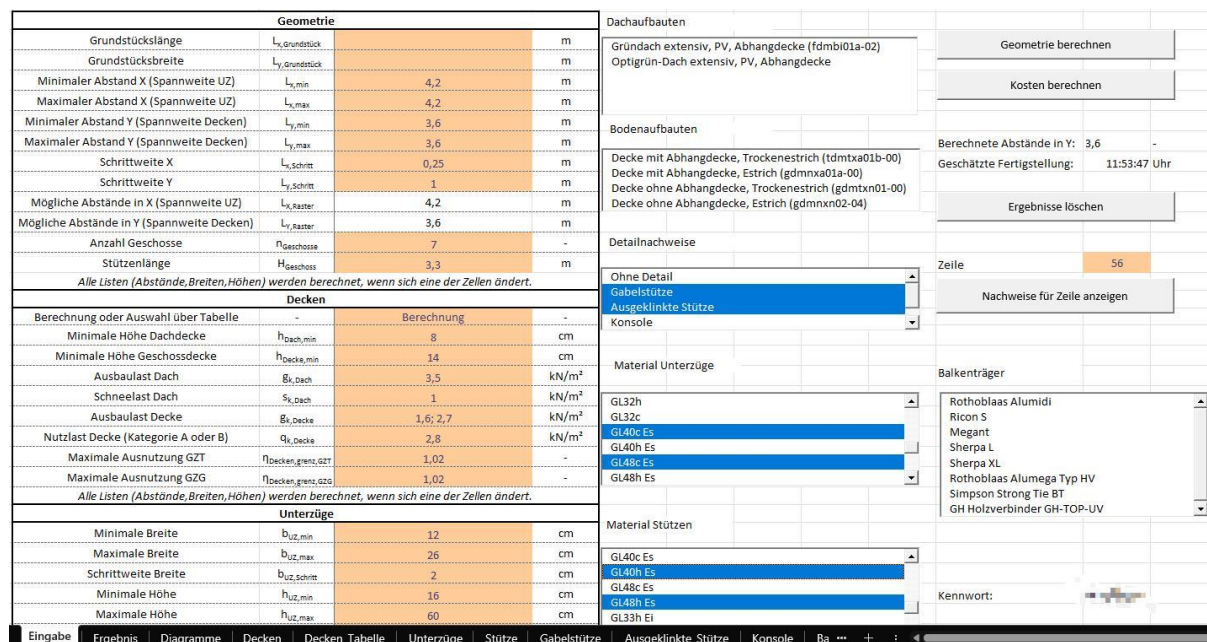 Geometrie
Grundstückslänge Lx,Grundstück m
Grundstücksbreite Ly,Grundstück m
Minimaler Abstand X (Spannweite UZ) Lx,min 4,2 m
Maximaler Abstand X (Spannweite UZ) Lx,max 4,2 m
Minimaler Abstand Y (Spannweite Decken) Ly,min 3,6 m
Maximaler Abstand Y (Spannweite Decken) Ly,max 3,6 m
Schrittweite X Lx,Schritt 0,25 m
Schrittweite Y Ly,Schritt 1 m
Mögliche Abstände in X (Spannweite UZ) Lx,Raster 4,2 m
Mögliche Abstände in Y (Spannweite Decken) Ly,Raster 3,6 m
Anzahl Geschosse nGeschosse 7 -
Stützenlänge HGeschoss 3,3 m
Alle Listen (Abstände,Breiten,Höhen) werden berechnet, wenn sich eine der Zellen ändert.
Decken
Berechnung oder Auswahl über Tabelle - Berechnung -
Minimale Höhe Dachdecke hDach,min 8 cm
Minimale Höhe Geschossdecke hDecke,min 14 cm
Ausbaulast Dach gk,Dach 3,5 kN/m²
Schneelast Dach sk,Dach 1 kN/m²
Ausbaulast Decke gk,Decke 1,6; 2,7 kN/m²
Nutzlast Decke (Kategorie A oder B) qk,Decke 2,8 kN/m²
Maximale Ausnutzung GZT ηDecken,grenz,GZT 1,02 -
Maximale Ausnutzung GZG ηDecken,grenz,GZG 1,02 -
Alle Listen (Abstände,Breiten,Höhen) werden berechnet, wenn sich eine der Zellen ändert.
Unterzüge
Minimale Breite bUZ,min 12 cm
Maximale Breite bUZ,max 26 cm
Schrittweite Breite bUZ,Schritt 2 cm
Minimale Höhe hUZ,min 16 cm
Maximale Höhe hUZ,max 60 cm
Dachaufbauten
Gründach extensiv, PV, Abhangdecke (fdmbi01a-02)
Optigrün-Dach extensiv, PV, Abhangdecke
Bodenaufbauten
Decke mit Abhangdecke, Trockenestrich (tdmtxa01b-00)
Decke mit Abhangdecke, Estrich (gdmnxa01a-00)
Decke ohne Abhangdecke, Trockenestrich (gdmtxn01-00)
Decke ohne Abhangdecke, Estrich (gdmnxn02-04)
Detailnachweise
Ohne Detail
Gabelstütze
Ausgeklinkte Stütze
Konsole
Material Unterzüge
GL32h
GL32c
GL40c Es
GL40h Es
GL48c Es
GL48h Es
Material Stützen
GL40c Es
GL40h Es
GL48c Es
GL48h Es
GL33h Ei
Geometrie berechnen
Kosten berechnen
Berechnete Abstände in Y: 3,6 -
Geschätzte Fertigstellung: 11:53:47 Uhr
Ergebnisse löschen
Zeile 56
Nachweise für Zeile anzeigen
Balkenträger
Rothoblaas Alumidi
Ricon S
Megant
Sherpa L
Sherpa XL
Rothoblaas Alumega Typ HV
Simpson Strong Tie BT
GH Holzverbinder GH-TOP-UV
Kennwort:
Eingabe Ergebnis Diagramme Decken Decken Tabelle Unterzüge Stütze Gabelstütze Ausgeklinkte Stütze Konsole Ba ...